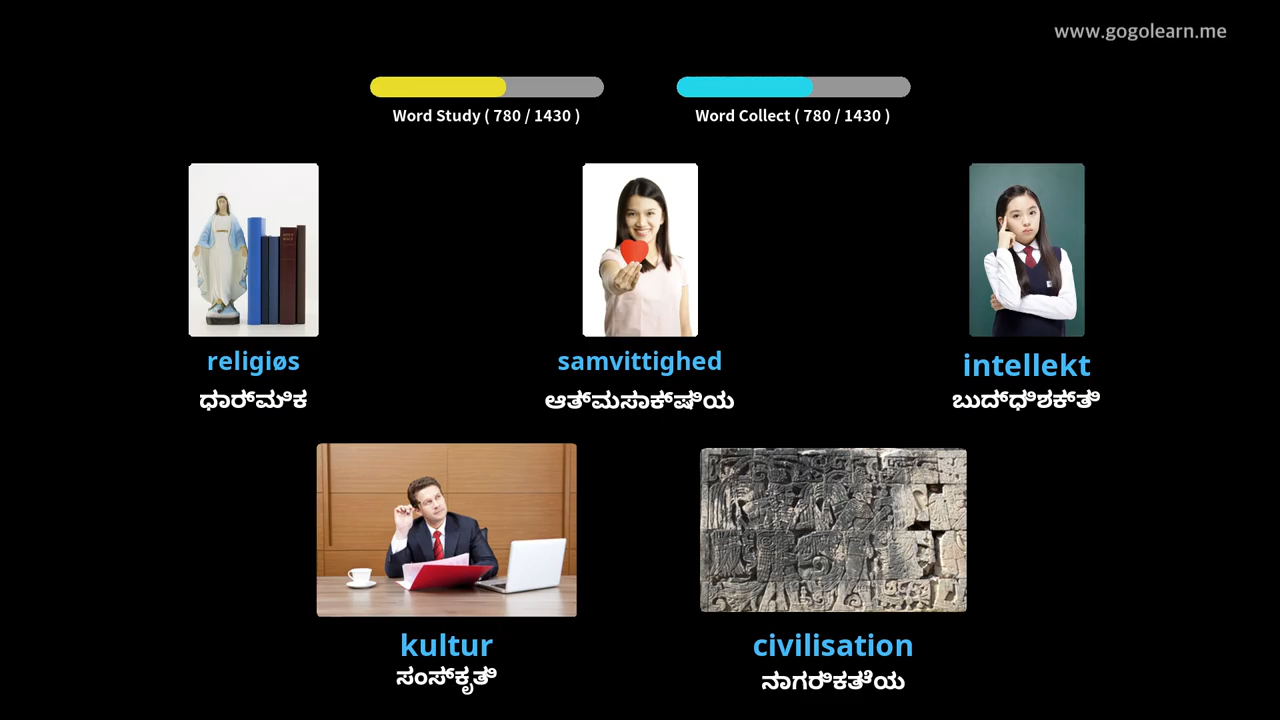 www.gogolearn.me
Word Study ( 780 / 1430 )
Word Collect ( 780 / 1430 )
religiøs
samvittighed
intellekt
ಧಾರ್ಮಿಕ
ಆತ್ಮಸಾಕ್ಷಿಯ
ಬುದ್ಧಿಶಕ್ತಿ
kultur
civilisation
ಸಂಸ್ಕೃತಿ
ನಾಗರಿಕತೆಯ